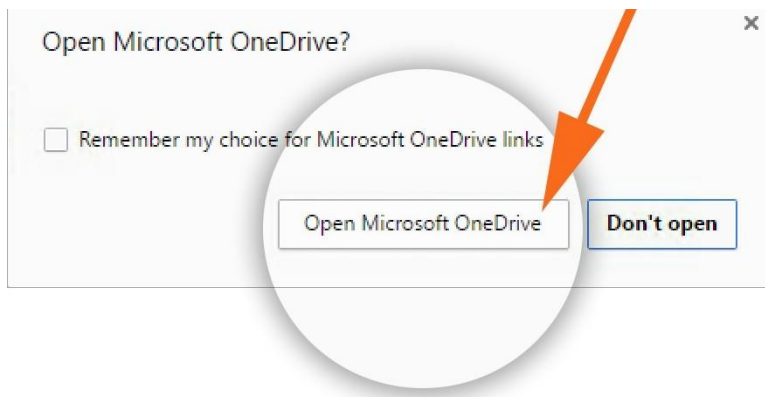 Open Microsoft OneDrive?
Remember my choice for Microsoft OneDrive links
Open Microsoft OneDrive
Don't open